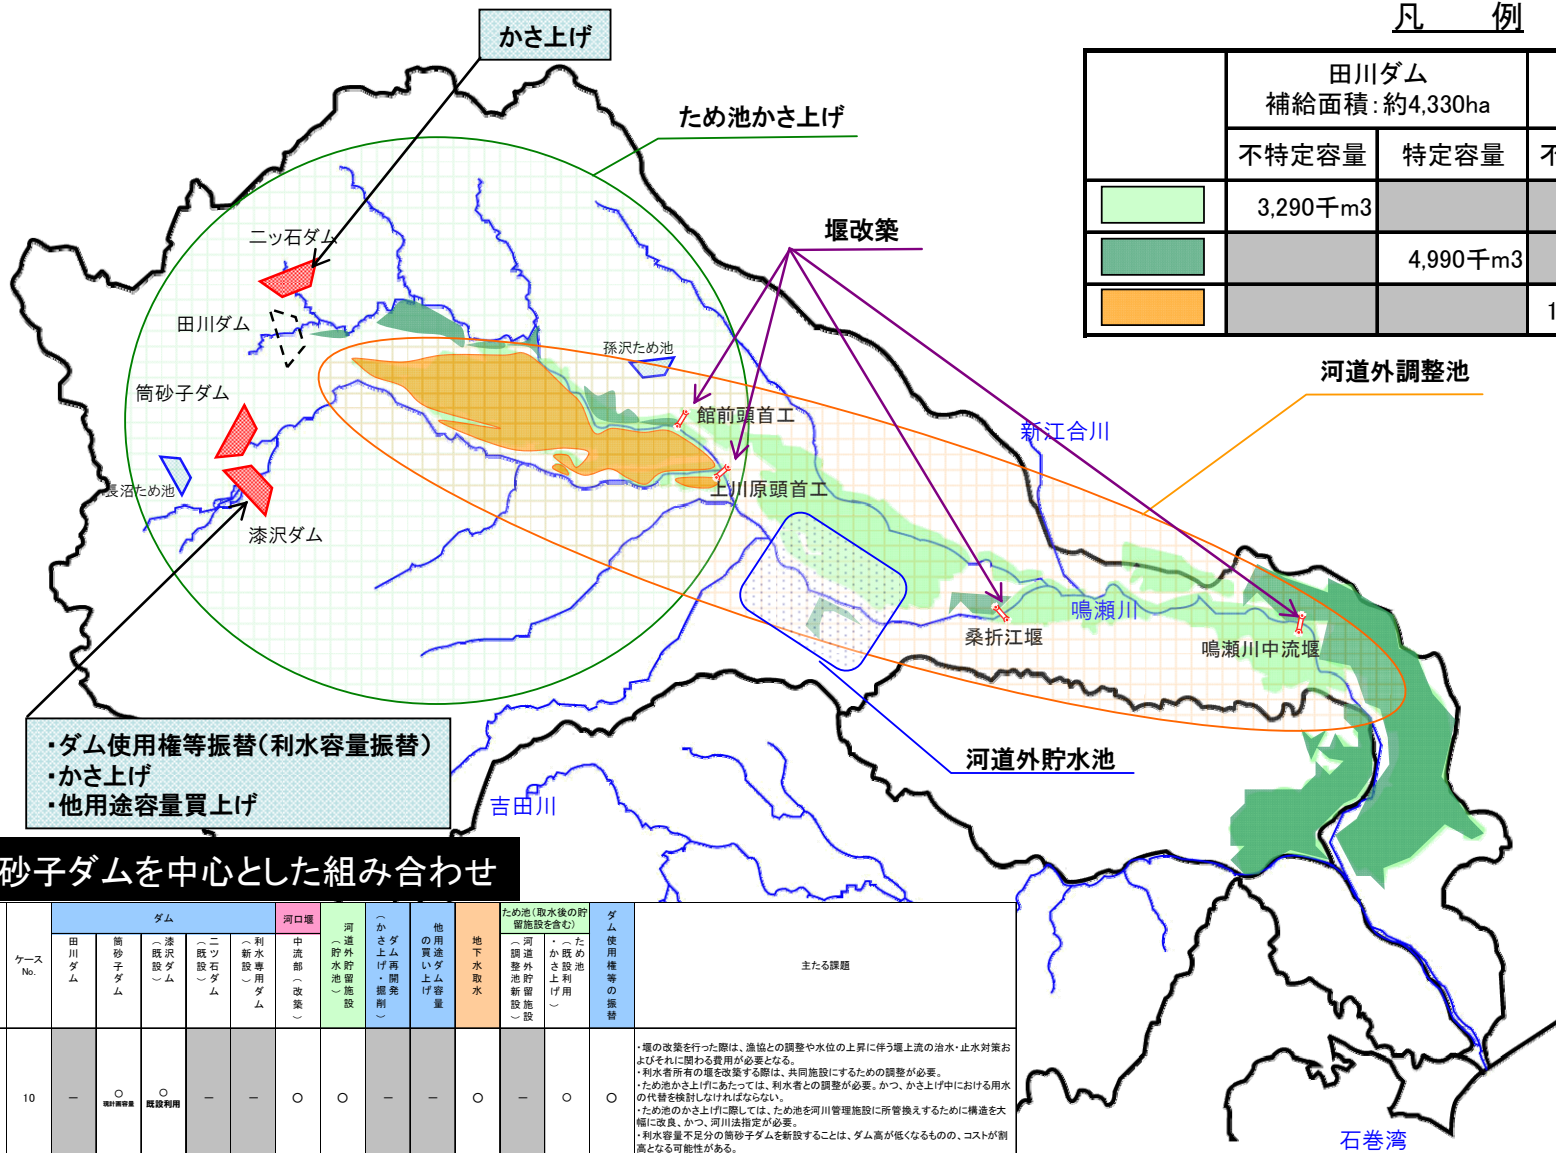 凡　例
田川ダム
補給面積：約4,330ha
不特定容量
特定容量
3,290千m3
4,990千m3
1
かさ上げ
ため池かさ上げ
堰改築
二ッ石ダム
田川ダム
孫沢ため池
河道外調整池
筒砂子ダム
館前頭首工
新江合川
長沼ため池
上川原頭首工
漆沢ダム
桑折江堰
鳴瀬川
鳴瀬川中流堰
・ダム使用権等振替（利水容量振替）
・かさ上げ
・他用途容量買上げ
河道外貯水池
吉田川
砂子ダムを中心とした組み合わせ
ケース
No.
ダム
田川ダム
筒砂子ダム
漆沢ダム
（既設）
二ツ石ダム
（既設）
利水専用ダム
（新設）
河口堰
中流部（改築）
河道外貯留施設
（貯水池）
ダム再開発
（かさ上げ・掘削）
他用途ダム容量
の買い上げ
地下水取水
ため池（取水後の貯
留施設を含む）
河道外貯留施設
（調整池新設）
ため池
（既設利用
・かさ上げ）
ダム使用権等の振替
主たる課題
10
－
○
現計画容量
○
既設利用
－
－
○
○
－
－
○
－
○
○
・堰の改築を行った際は、漁協との調整や水位の上昇に伴う堰上流の治水・止水対策お
よびそれに関わる費用が必要となる。
・利水者所有の堰を改築する際は、共同施設にするための調整が必要。
・ため池かさ上げにあたっては、利水者との調整が必要。かつ、かさ上げ中における用水
の代替を検討しなければならない。
・ため池のかさ上げに際しては、ため池を河川管理施設に所管換えするために構造を大
幅に改良、かつ、河川法指定が必要。
・利水容量不足分の筒砂子ダムを新設することは、ダム高が低くなるものの、コストが割
高となる可能性がある。
石巻湾